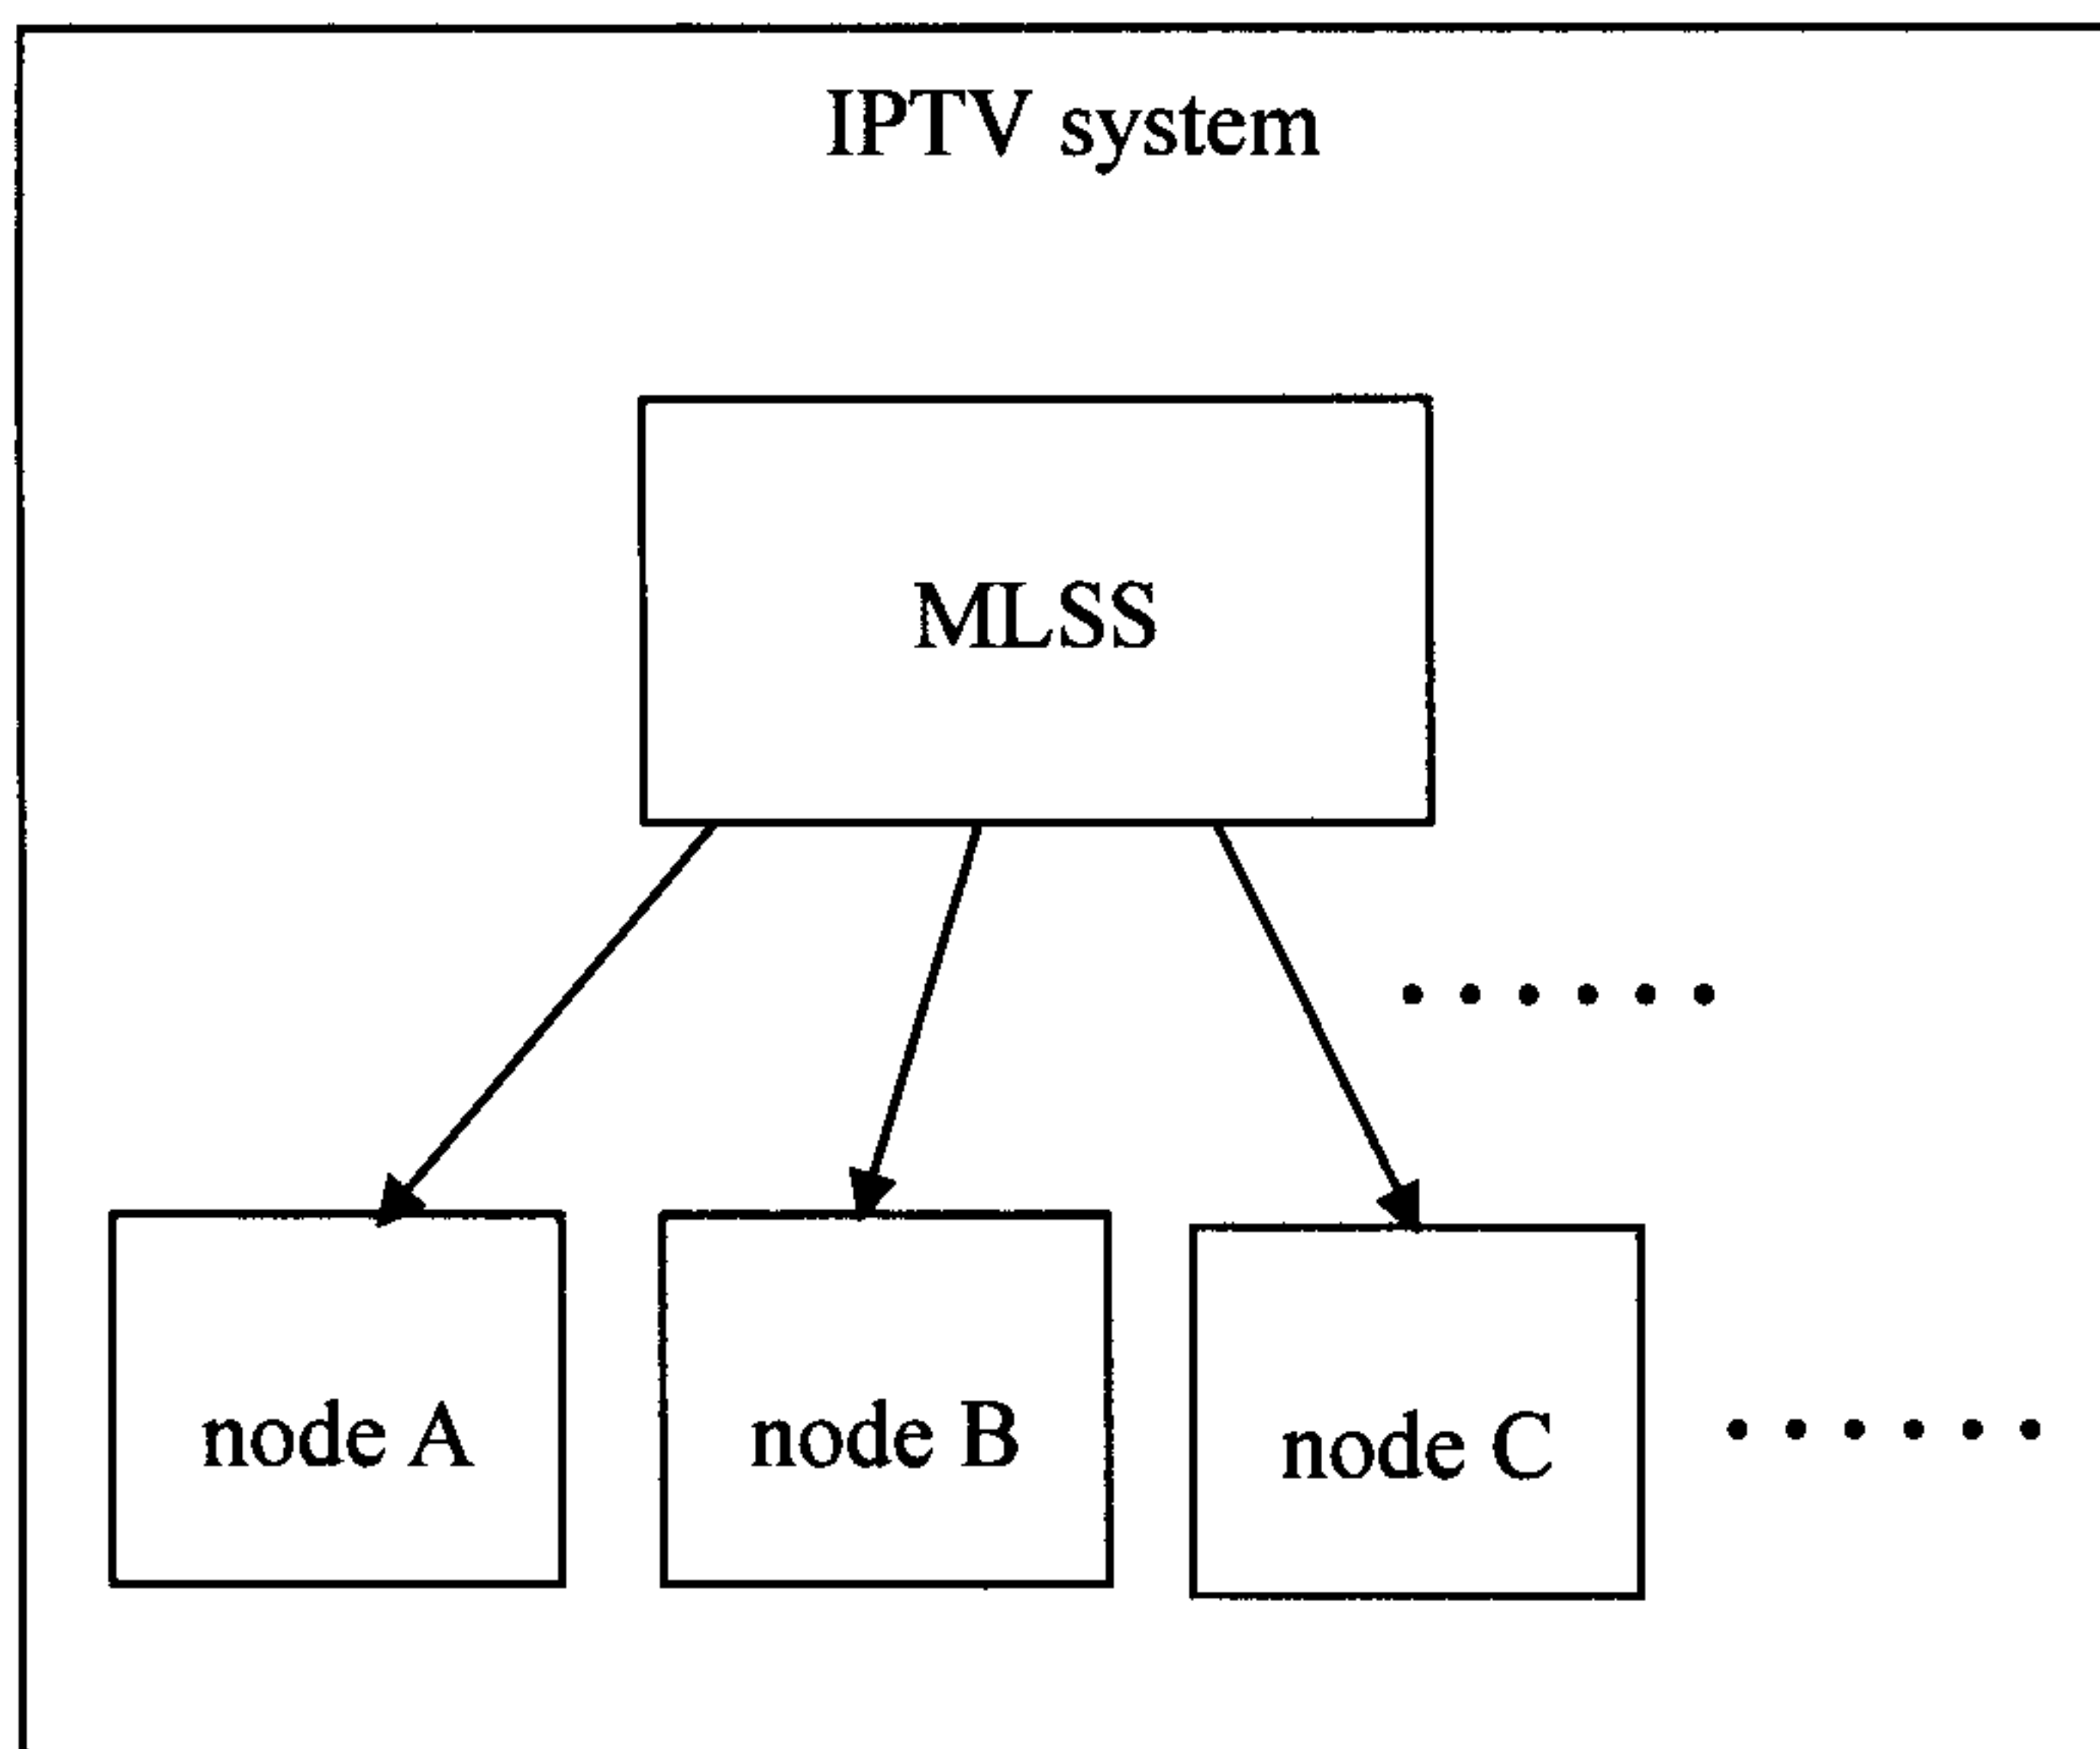 IPTV system
MLSS
......
node A
node B
node C
......